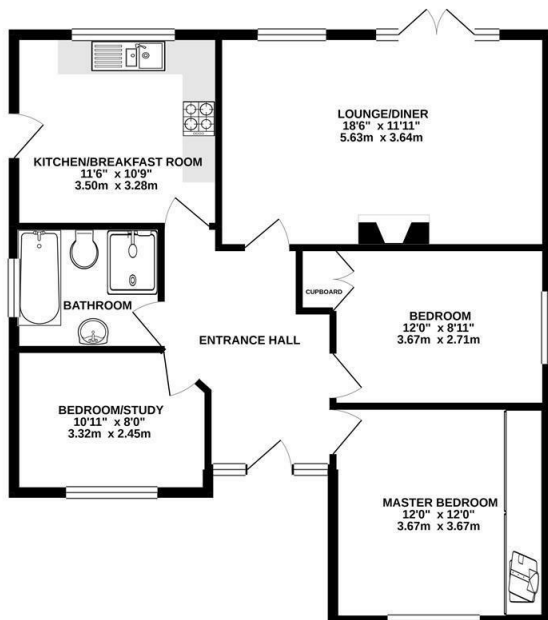 LOUNGE/DINER
18'6" x 11'11"
5.63m x 3.64m
KITCHEN/BREAKFAST ROOM
11'6" x 10'9"
3.50m x 3.28m
CUPBOARD
BATHROOM
BEDROOM
12'0" x 8'11"
3.67m x 2.71m
ENTRANCE HALL
BEDROOM/STUDY
10'11" x 8'0"
3.32m x 2.45m
MASTER BEDROOM
12'0" x 12'0"
3.67m x 3.67m